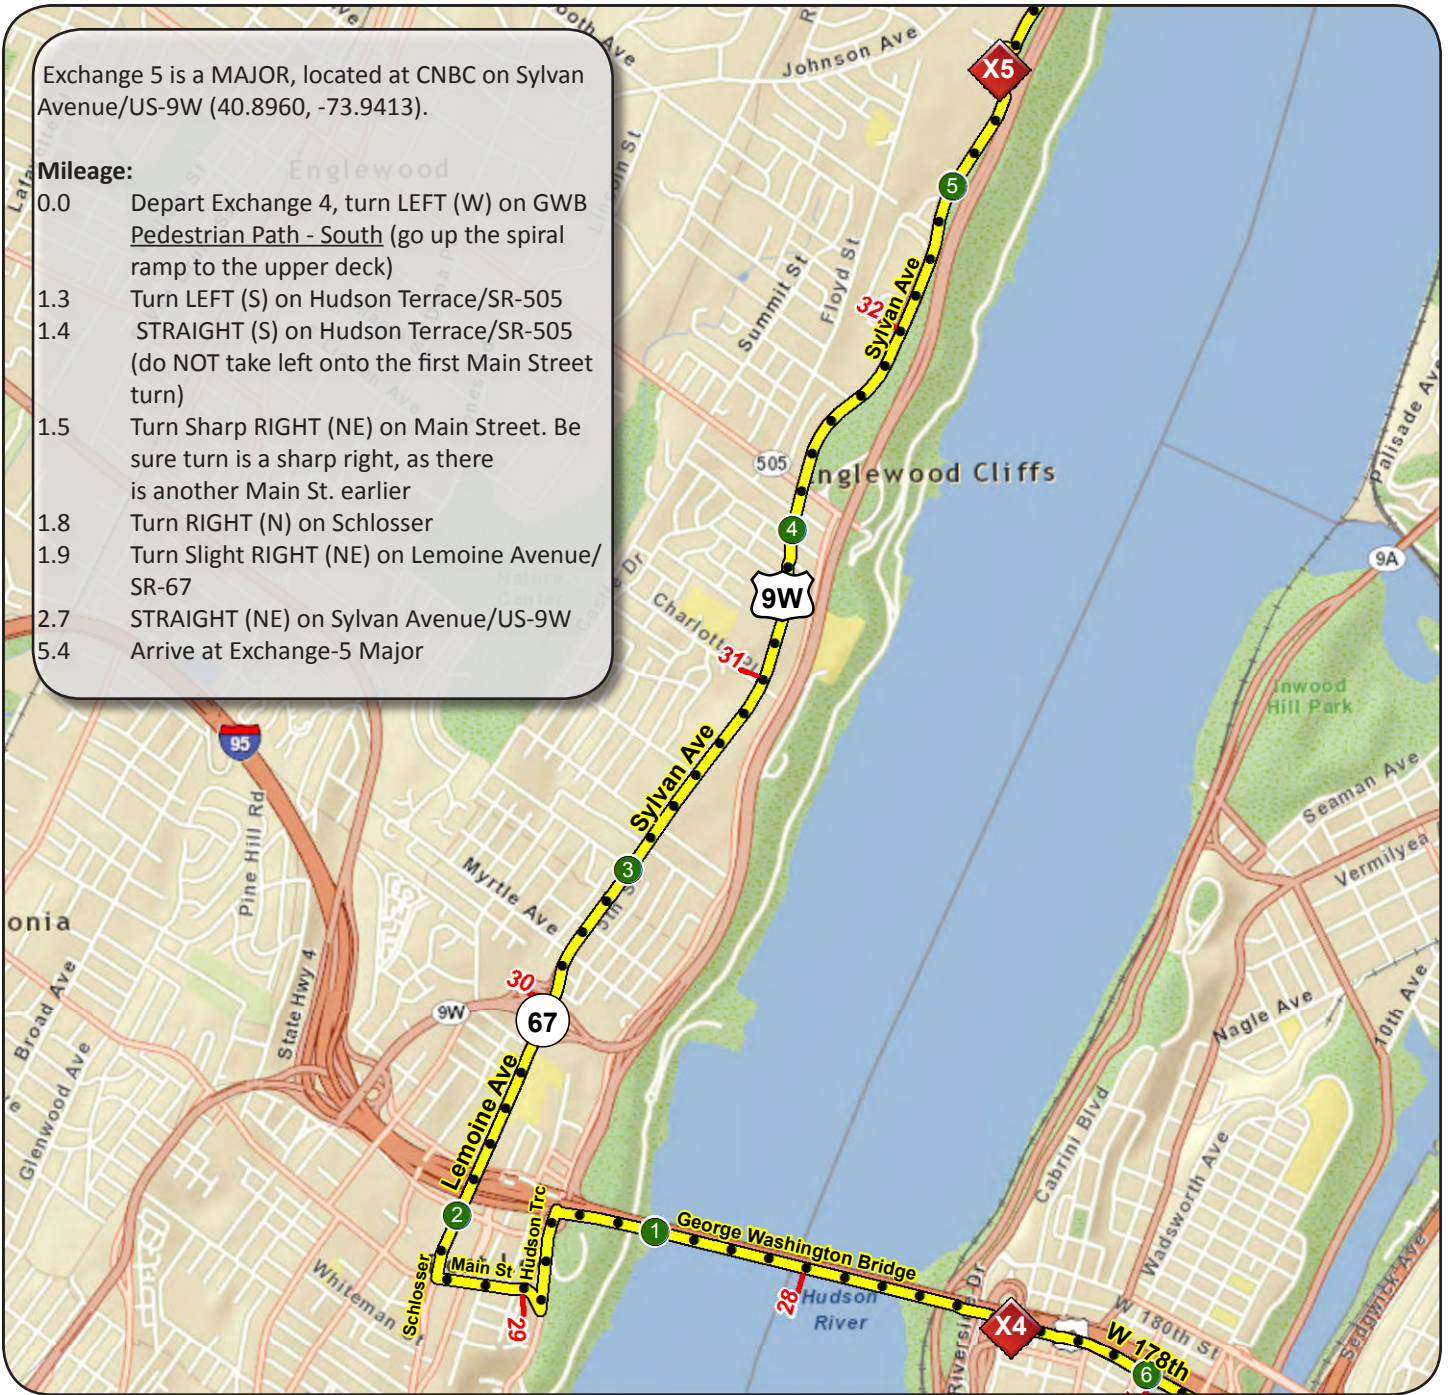 Exchange 5 is a MAJOR, located at CNBC on Sylvan
Avenue/US-9W (40.8960, -73.9413).
Mileage:
0.0 Depart Exchange 4, turn LEFT (W) on GWB
Pedestrian Path - South (go up the spiral
ramp to the upper deck)
1.3 Turn LEFT (S) on Hudson Terrace/SR-505
1.4 STRAIGHT (S) on Hudson Terrace/SR-505
(do NOT take left onto the first Main Street
turn)
1.5 Turn Sharp RIGHT (NE) on Main Street. Be
sure turn is a sharp right, as there
is another Main St. earlier
1.8 Turn RIGHT (N) on Schlosser
1.9 Turn Slight RIGHT (NE) on Lemoine Avenue/
SR-67
2.7 STRAIGHT (NE) on Sylvan Avenue/US-9W
5.4 Arrive at Exchange-5 Major
Englewood
Lincoln St
Johnson Ave
X5
5
Summit St
Floyd St
32
Sylvan Ave
505
Englewood Cliffs
4
9W
Charlotte Pl
31
Palisade Ave
9A
Inwood
Hill Park
Seaman Ave
Vermilyea
95
Pine Hill Rd
Sylvan Ave
3
Myrtle Ave
5th S
onia
Broad Ave
State Hwy 4
Glenwood Ave
30
9W
67
Nagle Ave
10th Ave
Lemoine Ave
Cabrini Blvd
Wadsworth Ave
2
Hudson Trc
1
George Washington Bridge
Main St
Schlosser
Whiteman St
29
28
Hudson
River
Riverside Dr
X4
W 180th St
W 178th
6
Sedgwick Ave